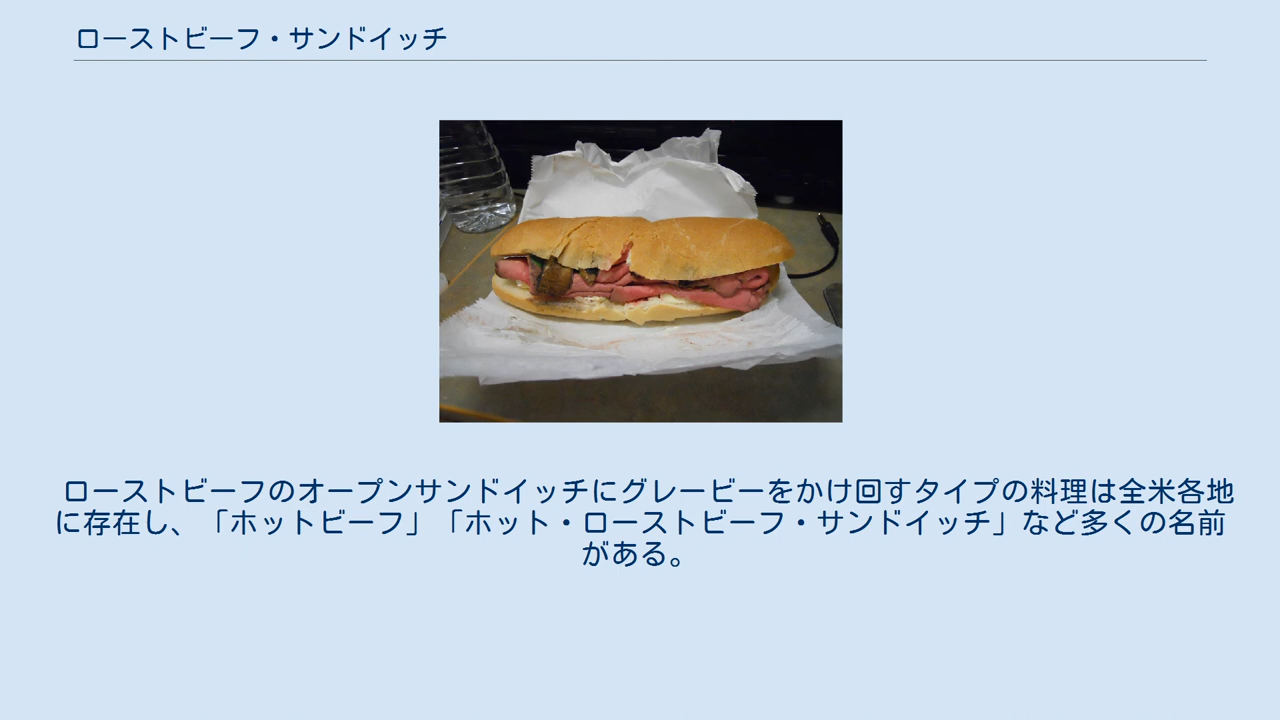 ローストビーフ・サンドイッチ
ローストビーフのオープンサンドイッチにグレービーをかけ回すタイプの料理は全米各地
に存在し、「ホットビーフ」「ホット・ローストビーフ・サンドイッチ」など多くの名前
がある。